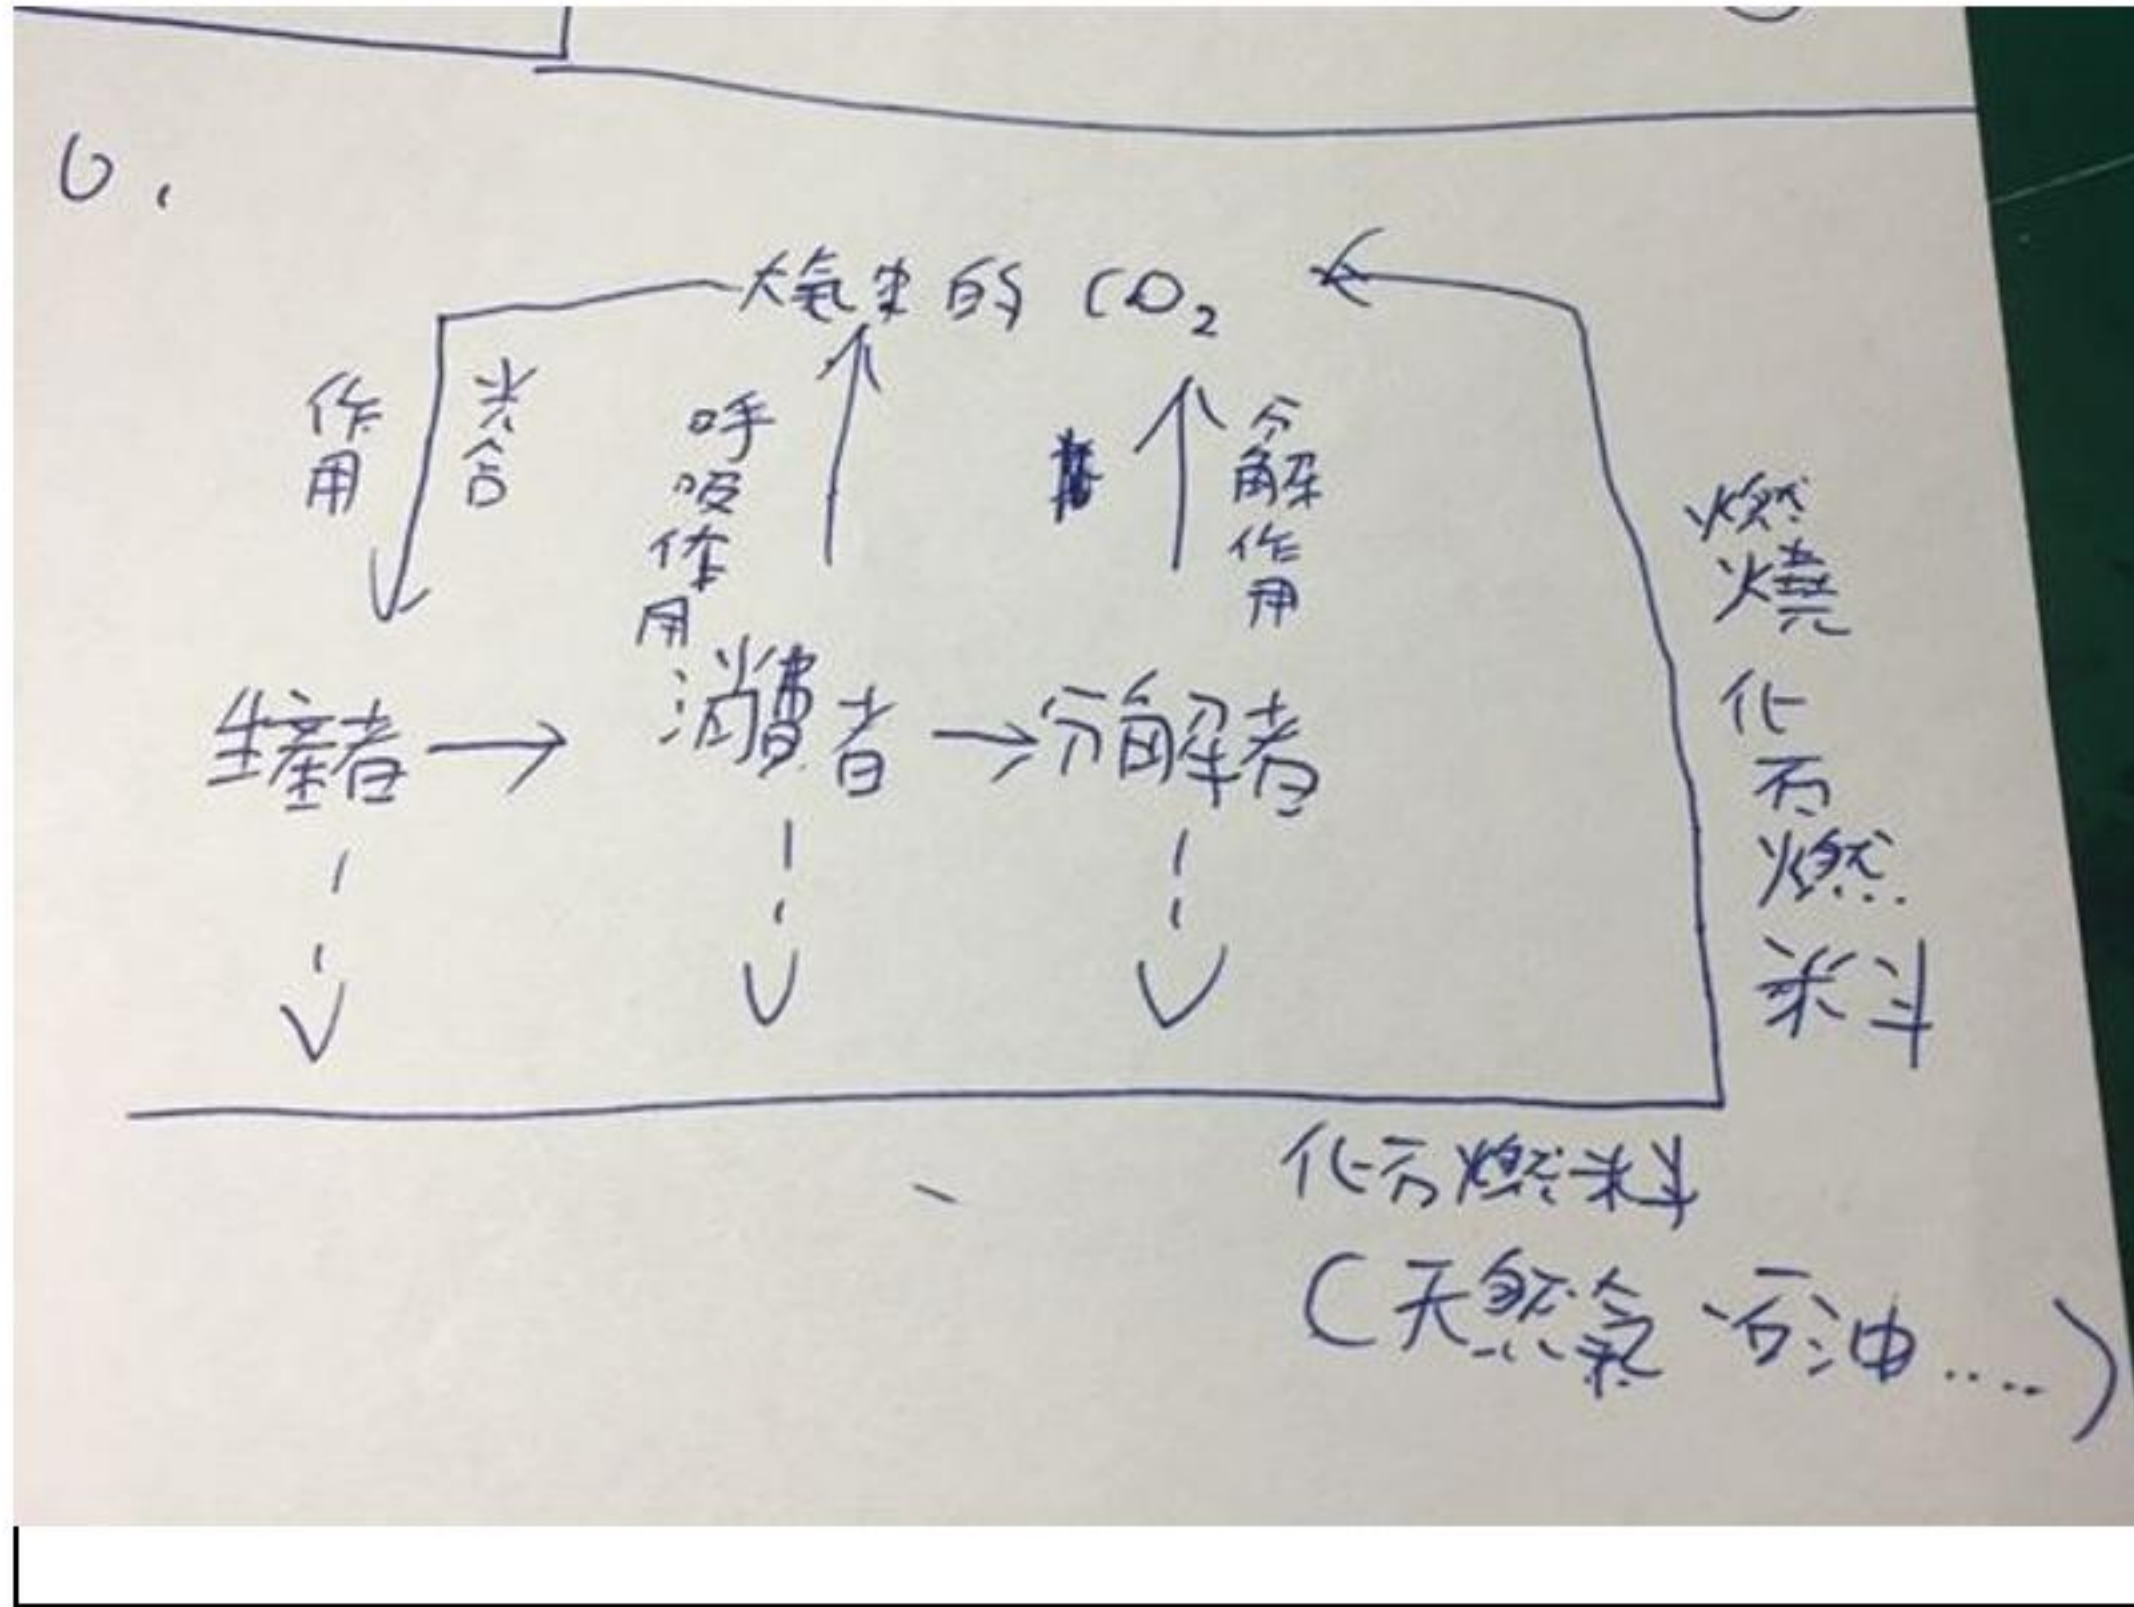 6.
大氣中的 CO₂
光合
作用
呼吸作用
分解作用
燃燒化石燃料
生產者 → 消費者 → 分解者
化石燃料
(天然氣、石油.....)